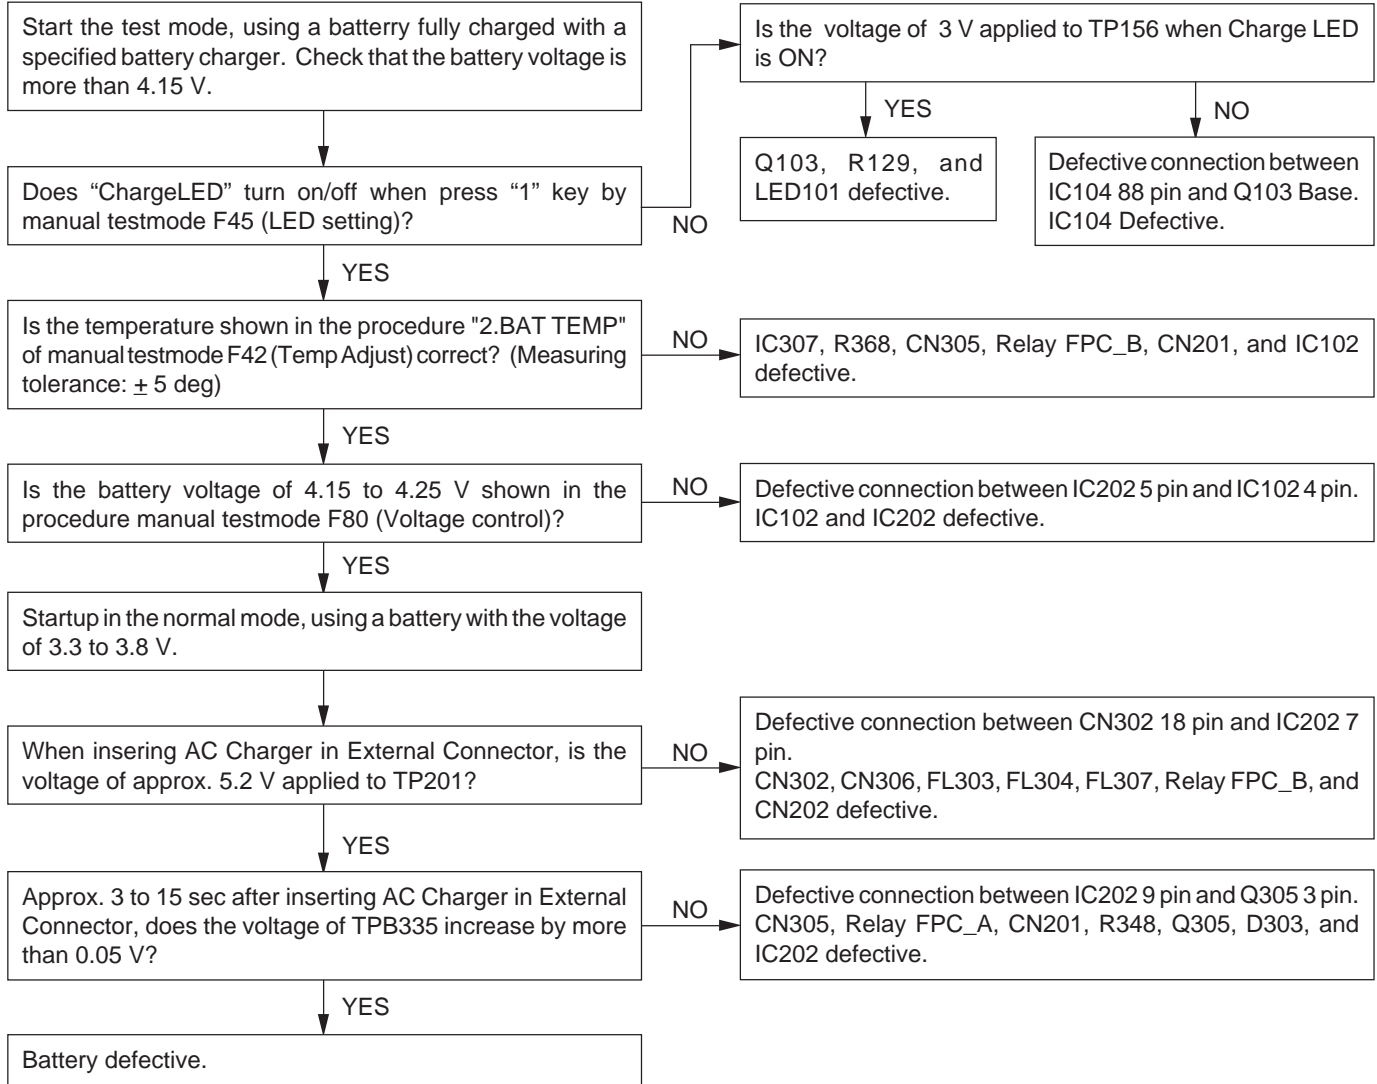 Start the test mode, using a batterry fully charged with a
specified battery charger. Check that the battery voltage is
more than 4.15 V.
Is the voltage of 3 V applied to TP156 when Charge LED
is ON?
YES
NO
Q103, R129, and
LED101 defective.
Defective connection between
IC104 88 pin and Q103 Base.
IC104 Defective.
Does “ChargeLED” turn on/off when press “1” key by
manual testmode F45 (LED setting)?
NO
YES
Is the temperature shown in the procedure "2.BAT TEMP"
of manual testmode F42 (Temp Adjust) correct? (Measuring
tolerance: ± 5 deg)
NO
IC307, R368, CN305, Relay FPC_B, CN201, and IC102
defective.
YES
Is the battery voltage of 4.15 to 4.25 V shown in the
procedure manual testmode F80 (Voltage control)?
NO
Defective connection between IC202 5 pin and IC102 4 pin.
IC102 and IC202 defective.
YES
Startup in the normal mode, using a battery with the voltage
of 3.3 to 3.8 V.
When insering AC Charger in External Connector, is the
voltage of approx. 5.2 V applied to TP201?
NO
Defective connection between CN302 18 pin and IC202 7
pin.
CN302, CN306, FL303, FL304, FL307, Relay FPC_B, and
CN202 defective.
YES
Approx. 3 to 15 sec after inserting AC Charger in External
Connector, does the voltage of TPB335 increase by more
than 0.05 V?
NO
Defective connection between IC202 9 pin and Q305 3 pin.
CN305, Relay FPC_A, CN201, R348, Q305, D303, and
IC202 defective.
YES
Battery defective.